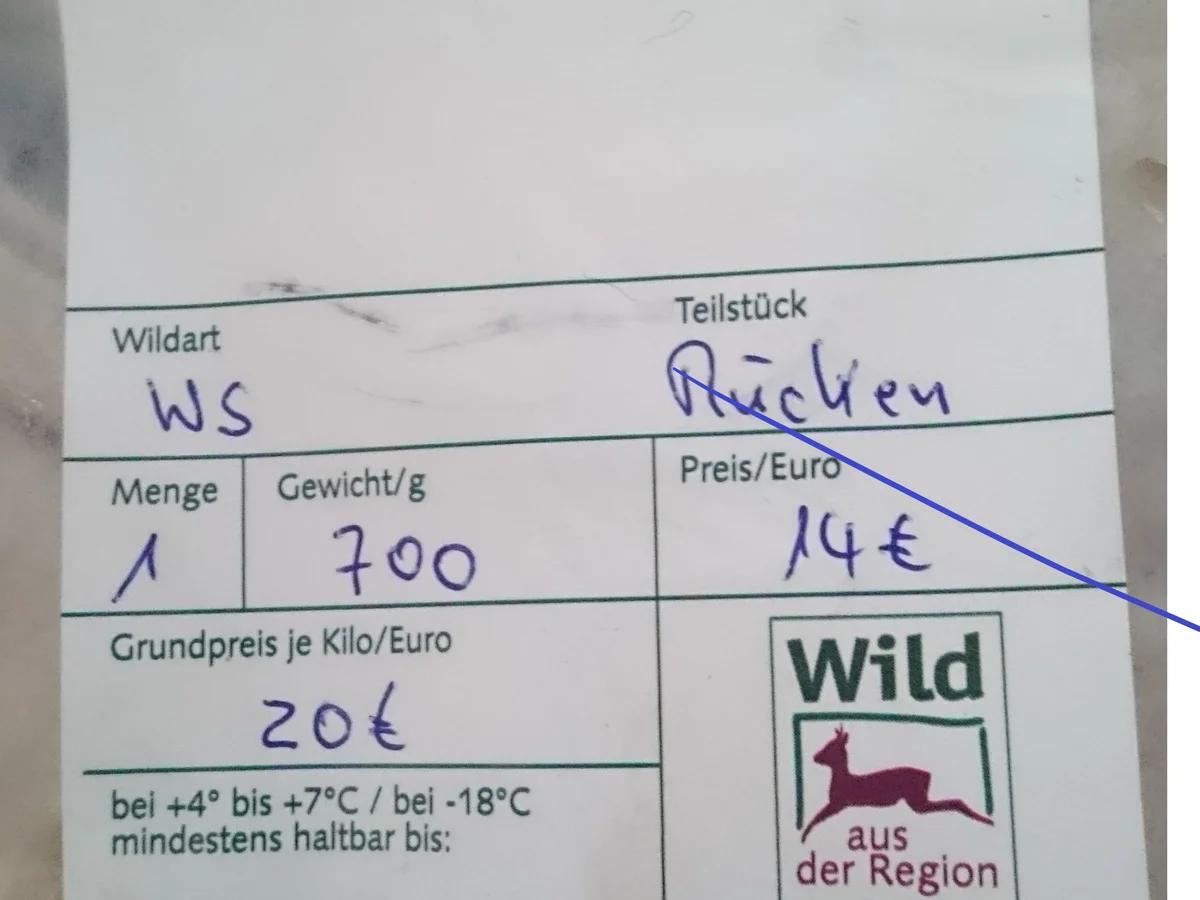 Wildart Teilstück
WS Rücken
Menge Gewicht/g Preis/Euro
1 700 14 €
Grundpreis je Kilo/Euro
20 €
bei +4° bis +7°C / bei -18°C
mindestens haltbar bis:
Wild
aus
der Region